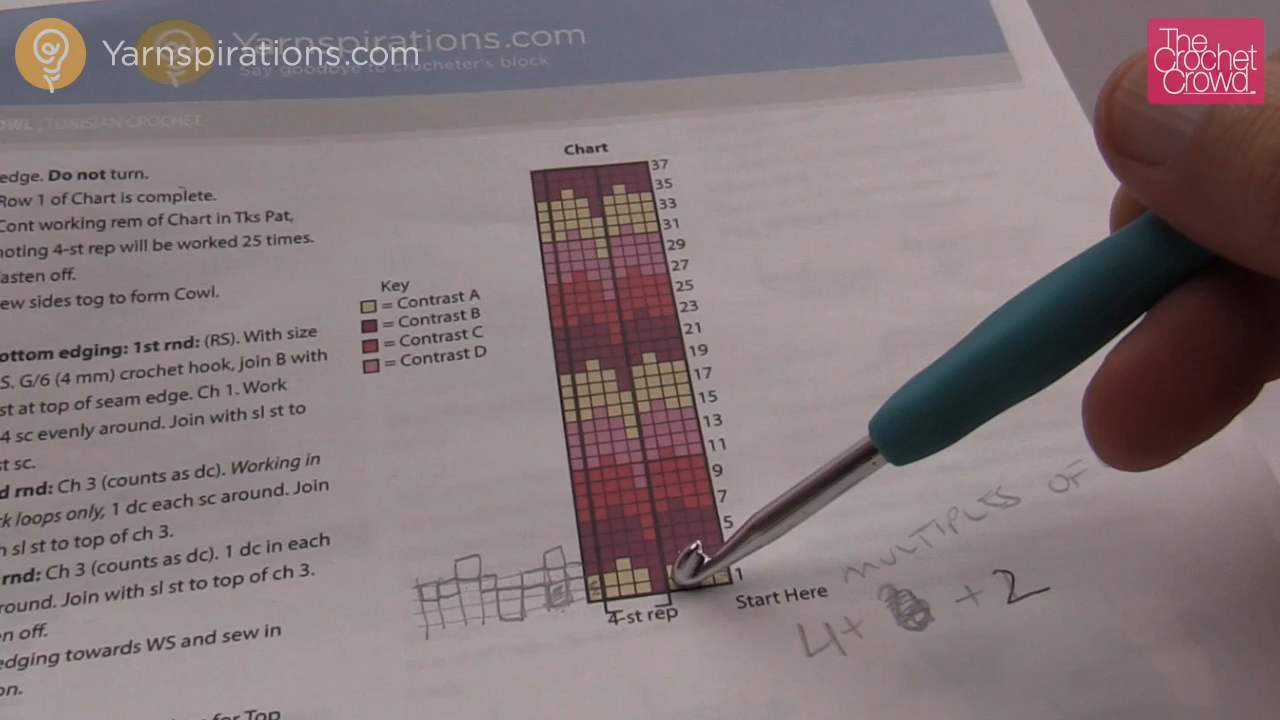 Yarnspirations.com
Yarnspirations.com
Say goodbye to crocheter's block
The
Crochet
Crowd
OWL | TUNISIAN CROCHET
edge. Do not turn.
Row 1 of Chart is complete.
Cont working rem of Chart in Tks Pat,
noting 4-st rep will be worked 25 times.
asten off.
ew sides tog to form Cowl.
ottom edging: 1st rnd: (RS). With size
S. G/6 (4 mm) crochet hook, join B with
st at top of seam edge. Ch 1. Work
4 sc evenly around. Join with sl st to
st sc.
d rnd: Ch 3 (counts as dc). Working in
k loops only, 1 dc each sc around. Join
h sl st to top of ch 3.
rnd: Ch 3 (counts as dc). 1 dc in each
round. Join with sl st to top of ch 3.
n off.
edging towards WS and sew in
on.
for Top
Key
= Contrast A
= Contrast B
= Contrast C
= Contrast D
Chart
37
35
33
31
29
27
25
23
21
19
17
15
13
11
9
7
5
1
Start Here
4-st rep
MULTIPLES OF
4+ + 2